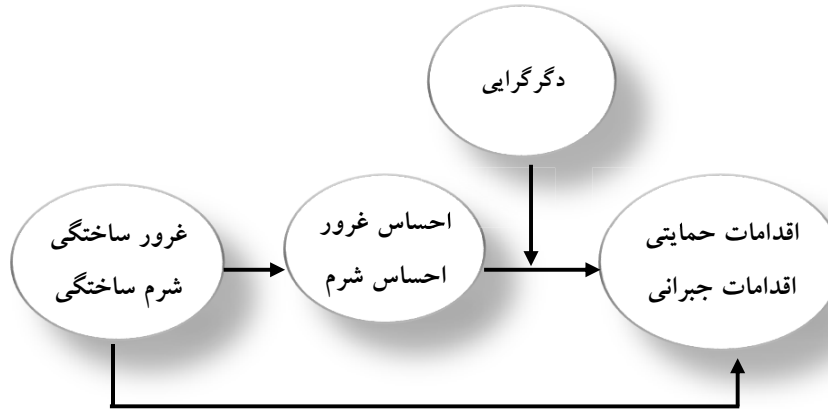 دگرگرایی
غرور ساختگی
شرم ساختگی
احساس غرور
احساس شرم
اقدامات حمایتی
اقدامات جبرانی